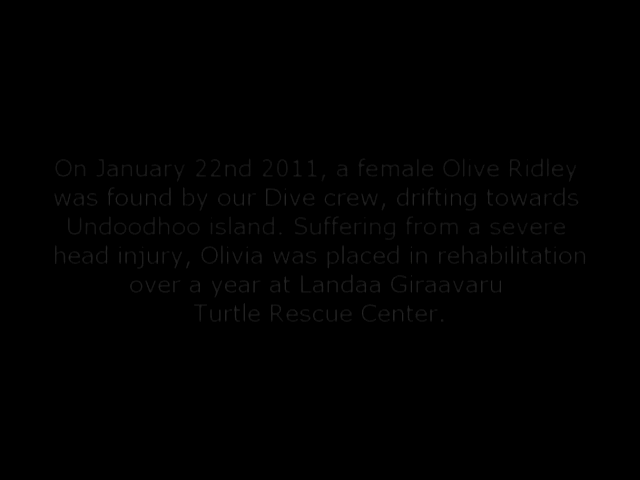 On January 22nd 2011, a female Olive Ridley
was found by our Dive crew, drifting towards
Undoodhoo island. Suffering from a severe
head injury, Olivia was placed in rehabilitation
over a year at Landaa Giraavaru
Turtle Rescue Center.